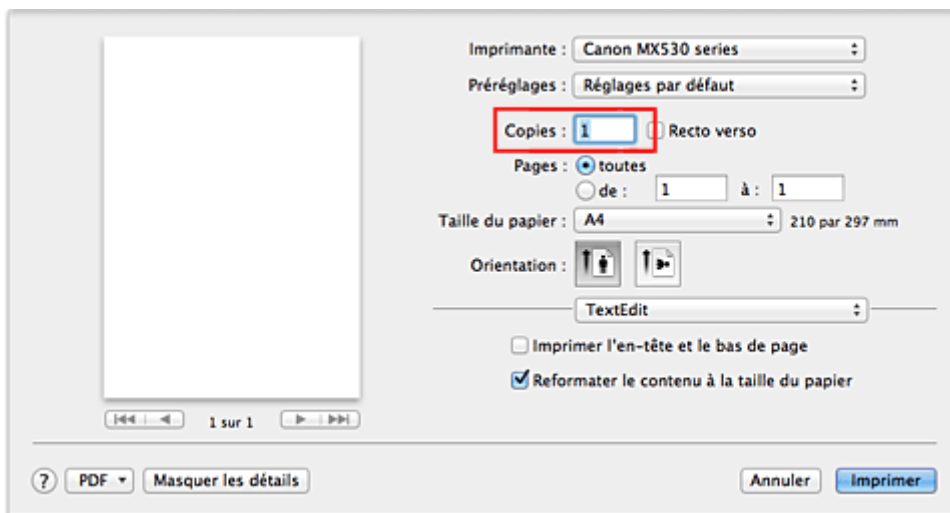 Imprimante : Canon MX530 series
Préréglages : Réglages par défaut
Copies : 1 Recto verso
Pages : toutes
de : 1 à : 1
Taille du papier : A4 210 par 297 mm
Orientation :
TextEdit
Imprimer l'en-tête et le bas de page
Reformater le contenu à la taille du papier
1 sur 1
? PDF Masquer les détails Annuler Imprimer